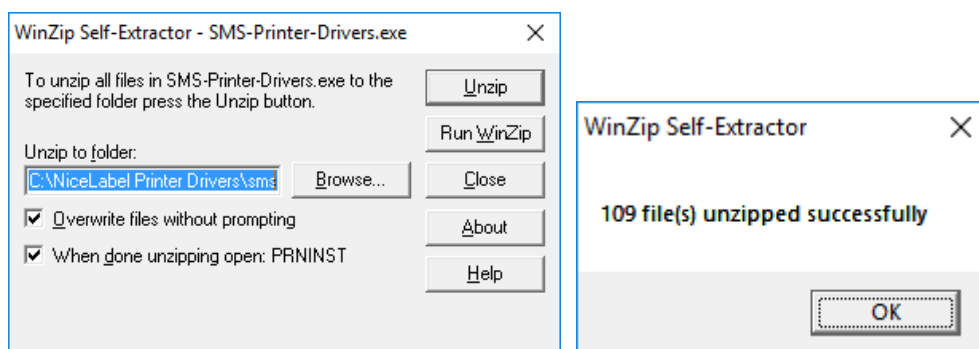 WinZip Self-Extractor - SMS-Printer-Drivers.exe
To unzip all files in SMS-Printer-Drivers.exe to the
specified folder press the Unzip button.
Unzip to folder:
C:\NiceLabel Printer Drivers\sms
Browse...
Overwrite files without prompting
When done unzipping open: PRNINST
Unzip
Run WinZip
Close
About
Help
WinZip Self-Extractor
109 file(s) unzipped successfully
OK